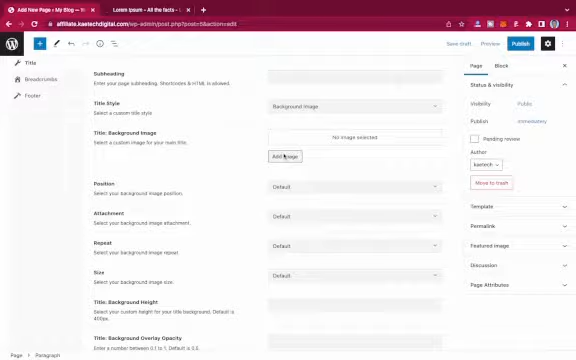 Add New Page ‹ My Blog — W
Lorem Ipsum - All the facts - L
affiliate.kaetechdigital.com/wp-admin/post.php?post=5&action=edit
Save draft
Preview
Publish
Title
Breadcrumbs
Footer
Subheading
Enter your page subheading. Shortcodes & HTML is allowed.
Title Style
Select a custom title style
Background Image
Title: Background Image
Select a custom image for your main title.
No image selected
Add Image
Position
Select your background image position.
Default
Attachment
Select your background image attachment.
Default
Repeat
Select your background image repeat.
Default
Size
Select your background image size.
Default
Title: Background Height
Select your custom height for your title background. Default is
400px.
Title: Background Overlay Opacity
Enter a number between 0.1 to 1. Default is 0.5.
Page
Block
Status & visibility
Visibility
Public
Publish
Immediately
Pending review
Author
kaetech
Move to trash
Template
Permalink
Featured image
Discussion
Page Attributes
Page › Paragraph